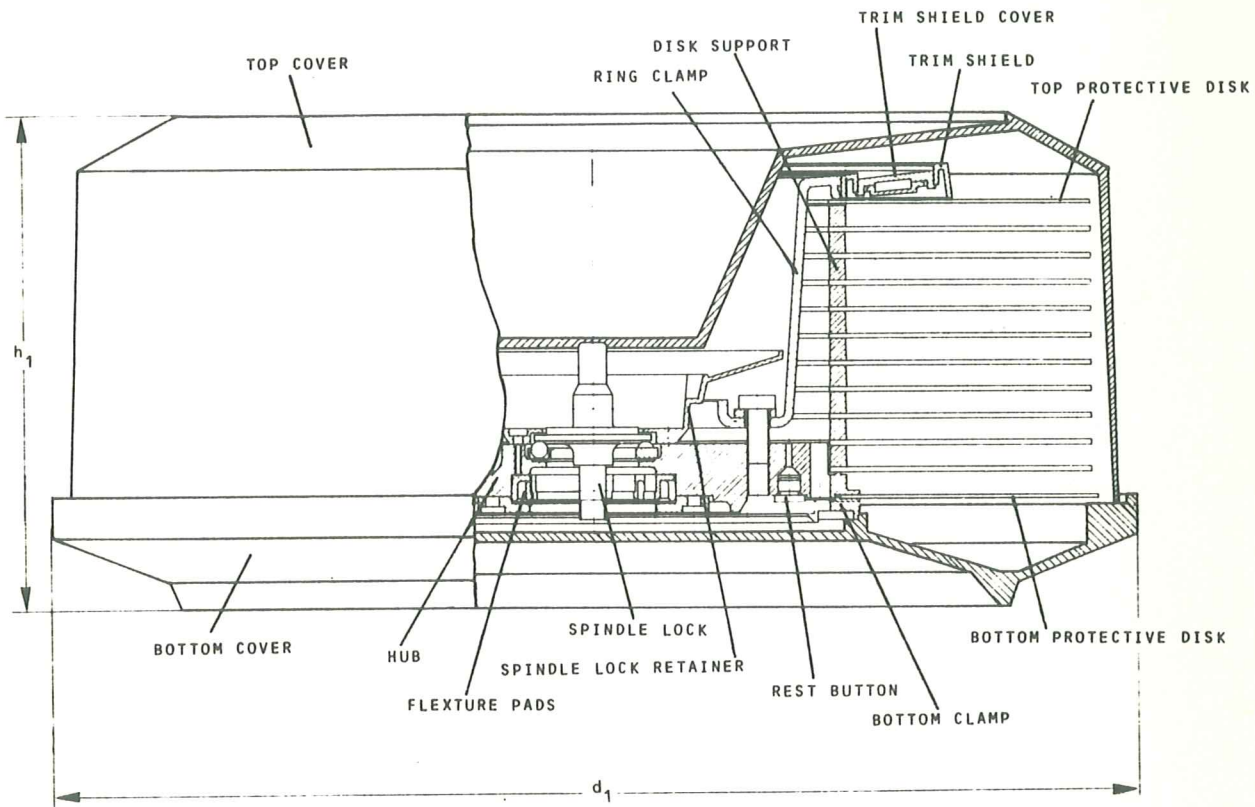 TRIM SHIELD COVER
DISK SUPPORT
TRIM SHIELD
TOP COVER
RING CLAMP
TOP PROTECTIVE DISK
h1
SPINDLE LOCK
BOTTOM PROTECTIVE DISK
BOTTOM COVER
HUB
SPINDLE LOCK RETAINER
REST BUTTON
FLEXTURE PADS
BOTTOM CLAMP
d1